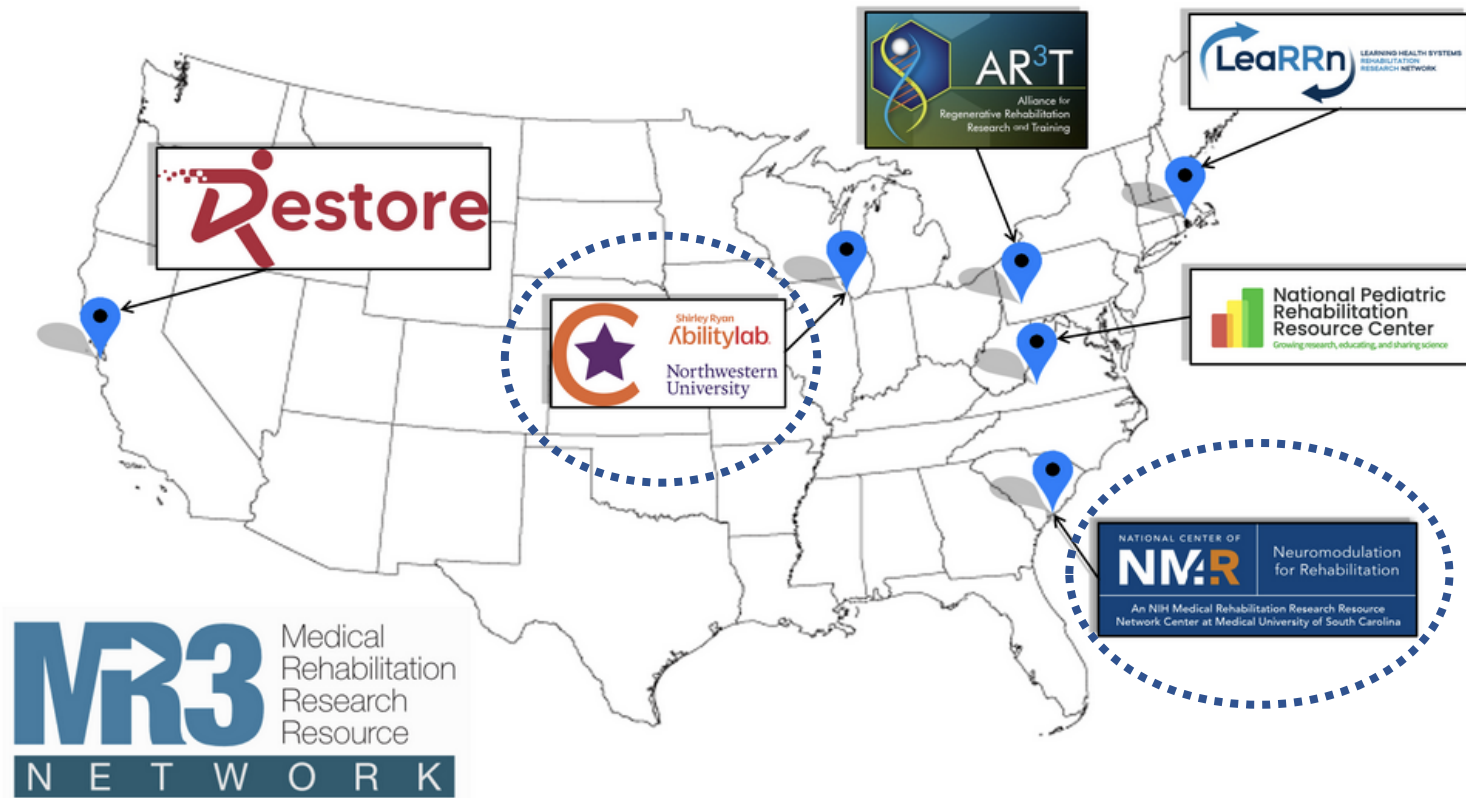 AR³T
Alliance for
Regenerative Rehabilitation
Research and Training
LeaRRn
LEARNING HEALTH SYSTEMS
REHABILITATION
RESEARCH NETWORK
Restore
Shirley Ryan
Abilitylab.
Northwestern
University
National Pediatric
Rehabilitation
Resource Center
Growing research, educating, and sharing science
NATIONAL CENTER OF
NM4R
Neuromodulation
for Rehabilitation
An NIH Medical Rehabilitation Research Resource
Network Center at Medical University of South Carolina
MR3
Medical
Rehabilitation
Research
Resource
NETWORK